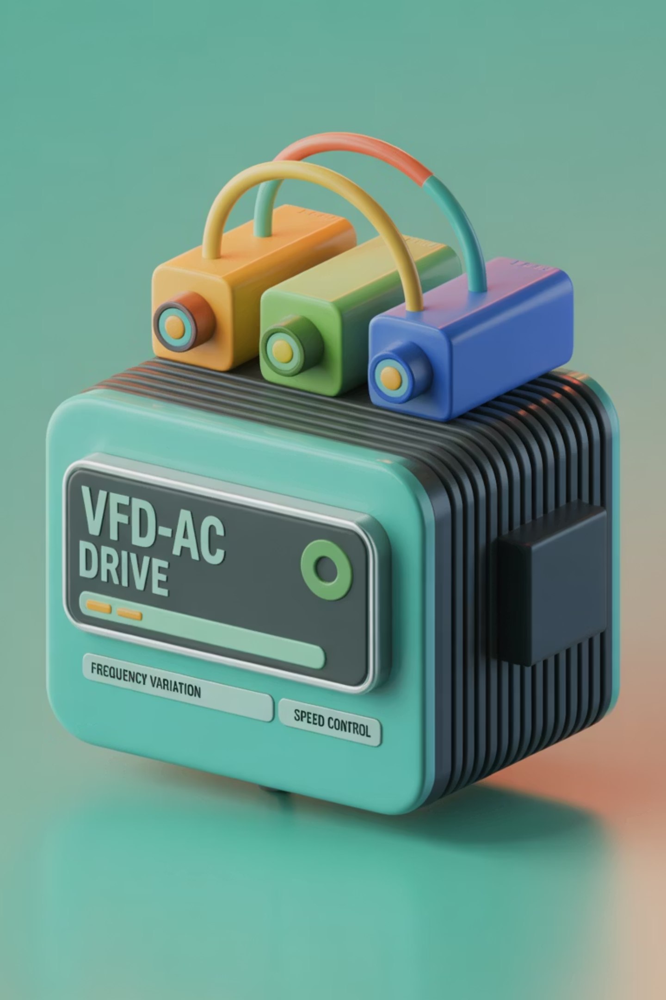 VFD-AC
DRIVE
FREQUENCY VARIATION
SPEED CONTROL